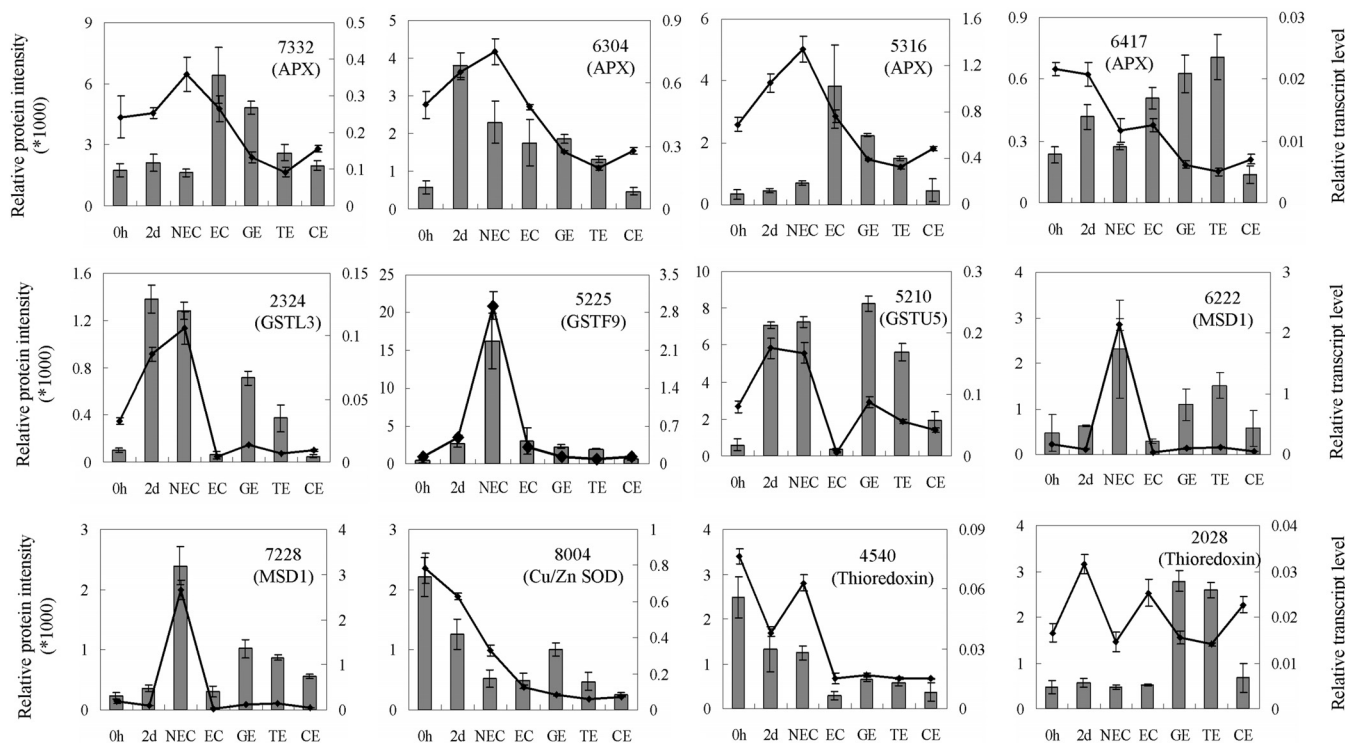 9 0.5 5 0.9 6 1.6 0.9 0.03
7332 6304 5316 6417
(APX) (APX) (APX) (APX)
0.4 4 1.2
6 0.6 4 0.6 0.02
0.3 3 0.8
0.2 2
3 0.3 2 0.3 0.01
0.1 1 0.4
0 0 0 0 0 0 0 0
0h 2d NEC EC GE TE CE 0h 2d NEC EC GE TE CE 0h 2d NEC EC GE TE CE 0h 2d NEC EC GE TE CE
Relative protein intensity
(*1000)
Relative transcript level
1.6 0.15 25 3.5 10 0.3 4 3
2324 5225 5210 6222
(GSTL3) (GSTF9) (GSTU5) (MSD1)
1.2 20 2.8 8 3
0.1 15 2.1 6 0.2 2
0.8 2
10 1.4 4
0.4 0.05 0.1 1 1
5 0.7 2
0 0 0 0 0 0 0 0
0h 2d NEC EC GE TE CE 0h 2d NEC EC GE TE CE 0h 2d NEC EC GE TE CE 0h 2d NEC EC GE TE CE
Relative protein intensity
(*1000)
Relative transcript level
3 4 3 1 4 0.09 4 0.04
7228 8004 4540 2028
(MSD1) (Cu/Zn SOD) (Thioredoxin) (Thioredoxin)
3 0.8 3 3 0.03
2 2 0.6 0.06
2 2 2 0.02
1 1 0.4 0.03
1 0.2 1 1 0.01
0 0 0 0 0 0 0 0
0h 2d NEC EC GE TE CE 0h 2d NEC EC GE TE CE 0h 2d NEC EC GE TE CE 0h 2d NEC EC GE TE CE
Relative protein intensity
(*1000)
Relative transcript level